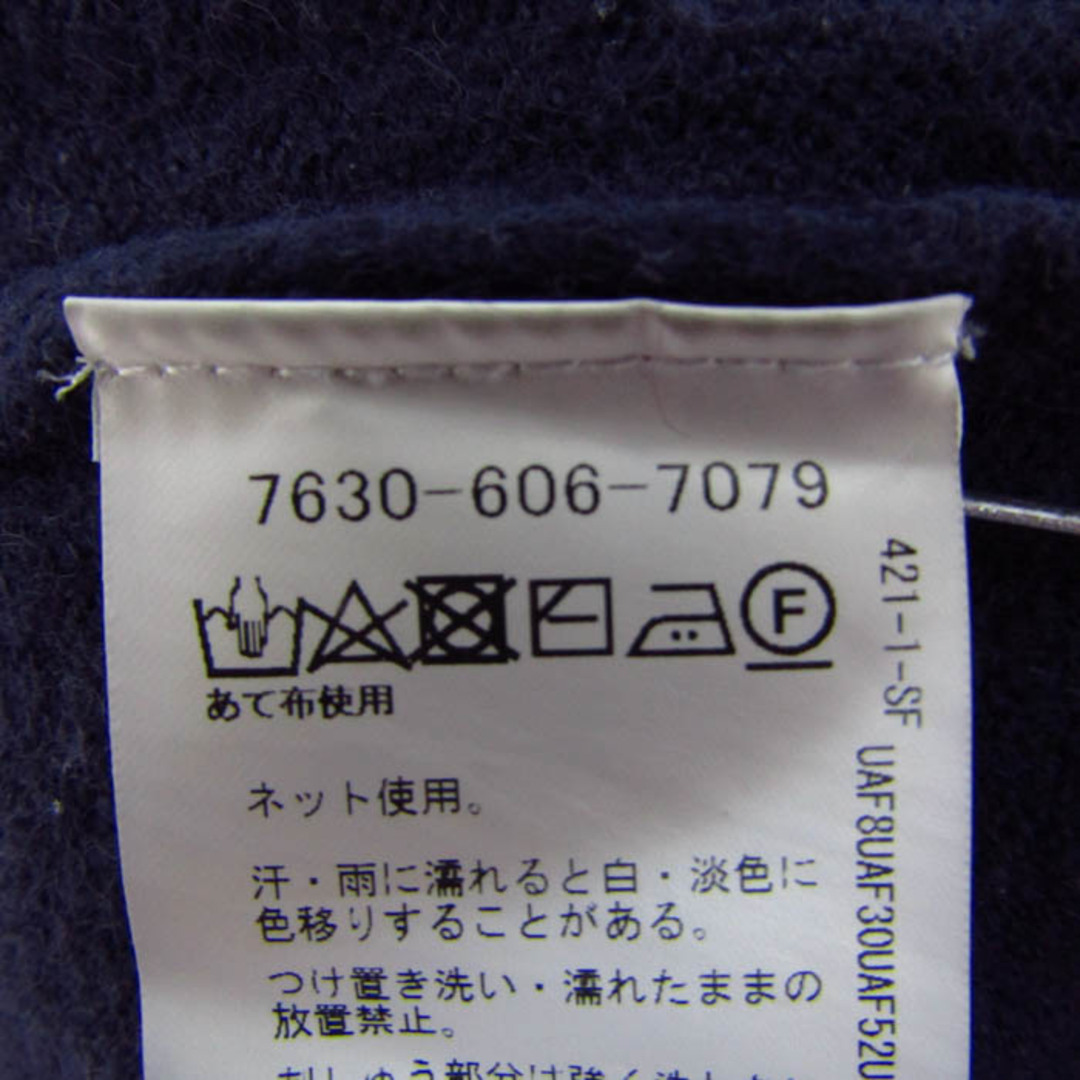 7630-606-7079
F
あて布使用
ネット使用。
汗・雨に濡れると白・淡色に
色移りすることがある。
つけ置き洗い・濡れたままの
放置禁止。
421-1-SF UAF8UAF30UAF52U